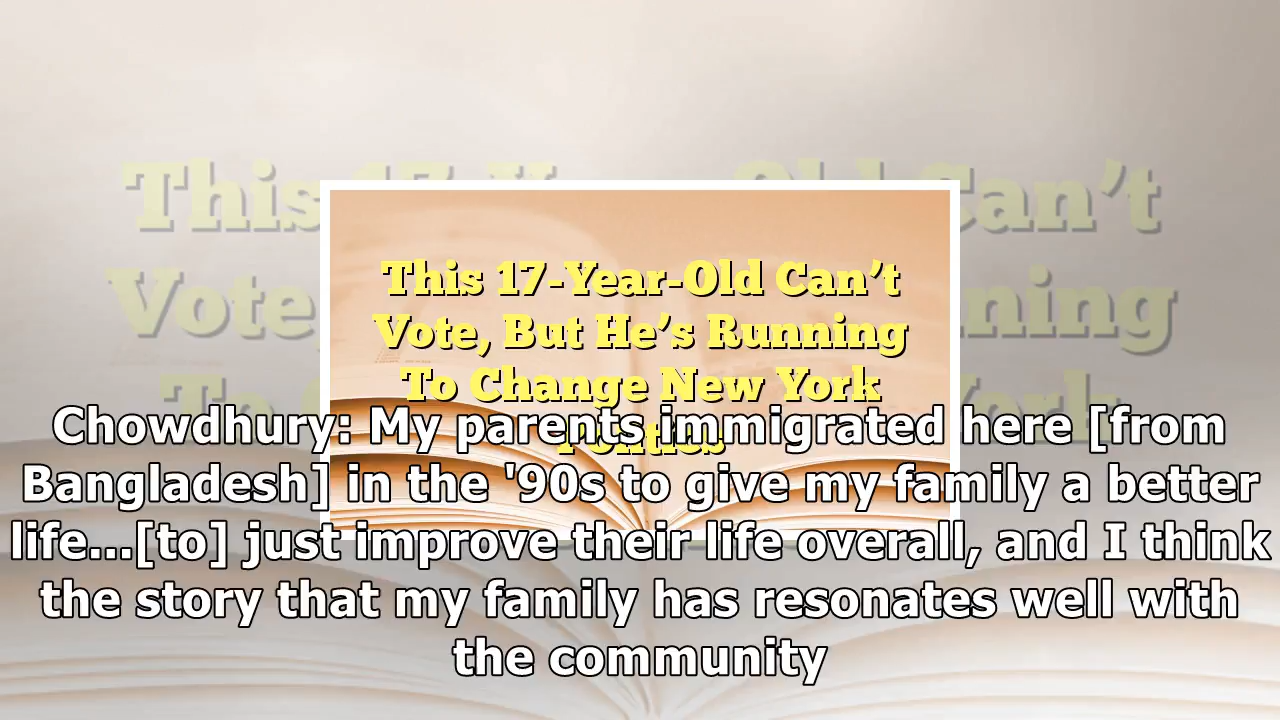 This 17-Year-Old Can’t
Vote, But He’s Running
To Change New York
Politics
Chowdhury: My parents immigrated here [from
Bangladesh] in the '90s to give my family a better
life...[to] just improve their life overall, and I think
the story that my family has resonates well with
the community